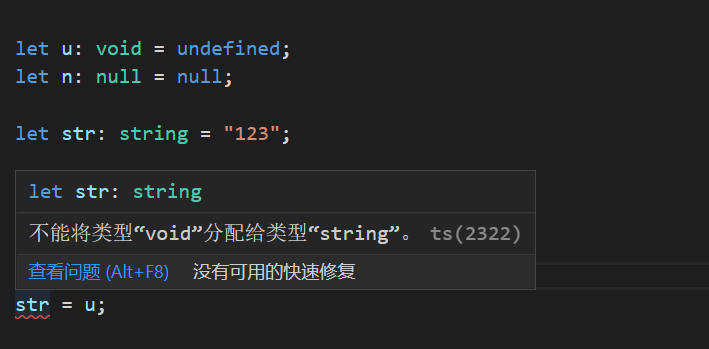 let u: void = undefined;
let n: null = null;
let str: string = "123";
let str: string
不能将类型“void”分配给类型“string”。 ts(2322)
查看问题 (Alt+F8) 没有可用的快速修复
str = u;